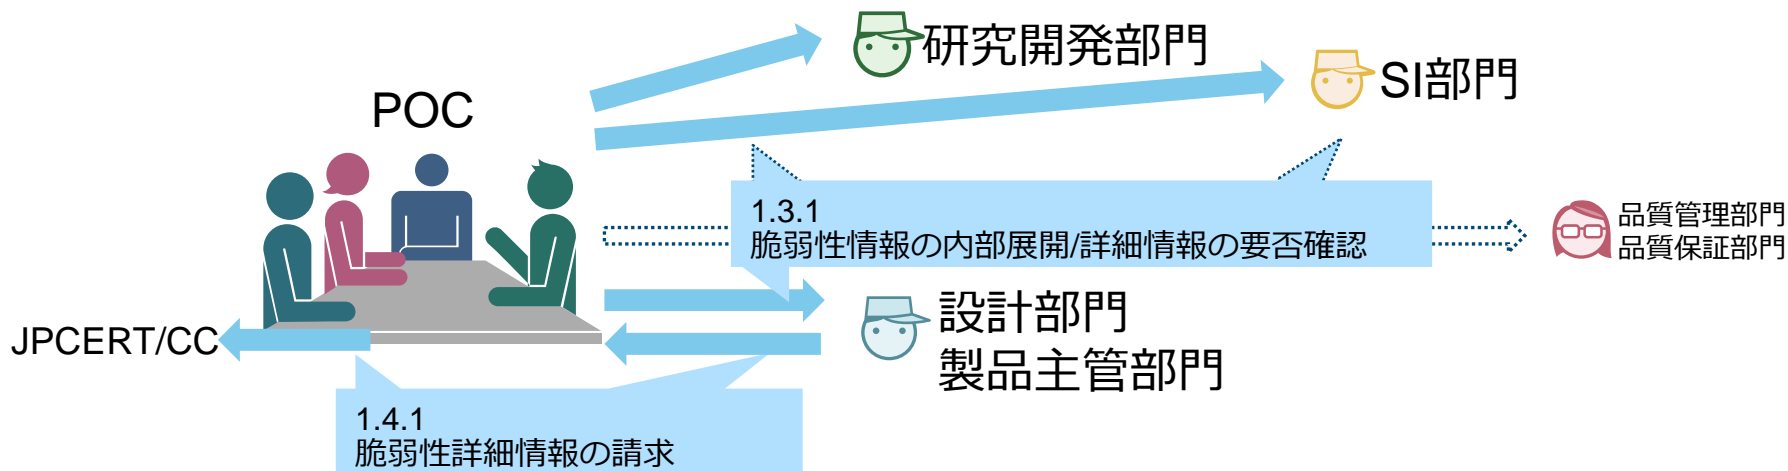 研究開発部門
SI部門
POC
1.3.1
脆弱性情報の内部展開/詳細情報の要否確認
品質管理部門
品質保証部門
設計部門
製品主管部門
JPCERT/CC
1.4.1
脆弱性詳細情報の請求